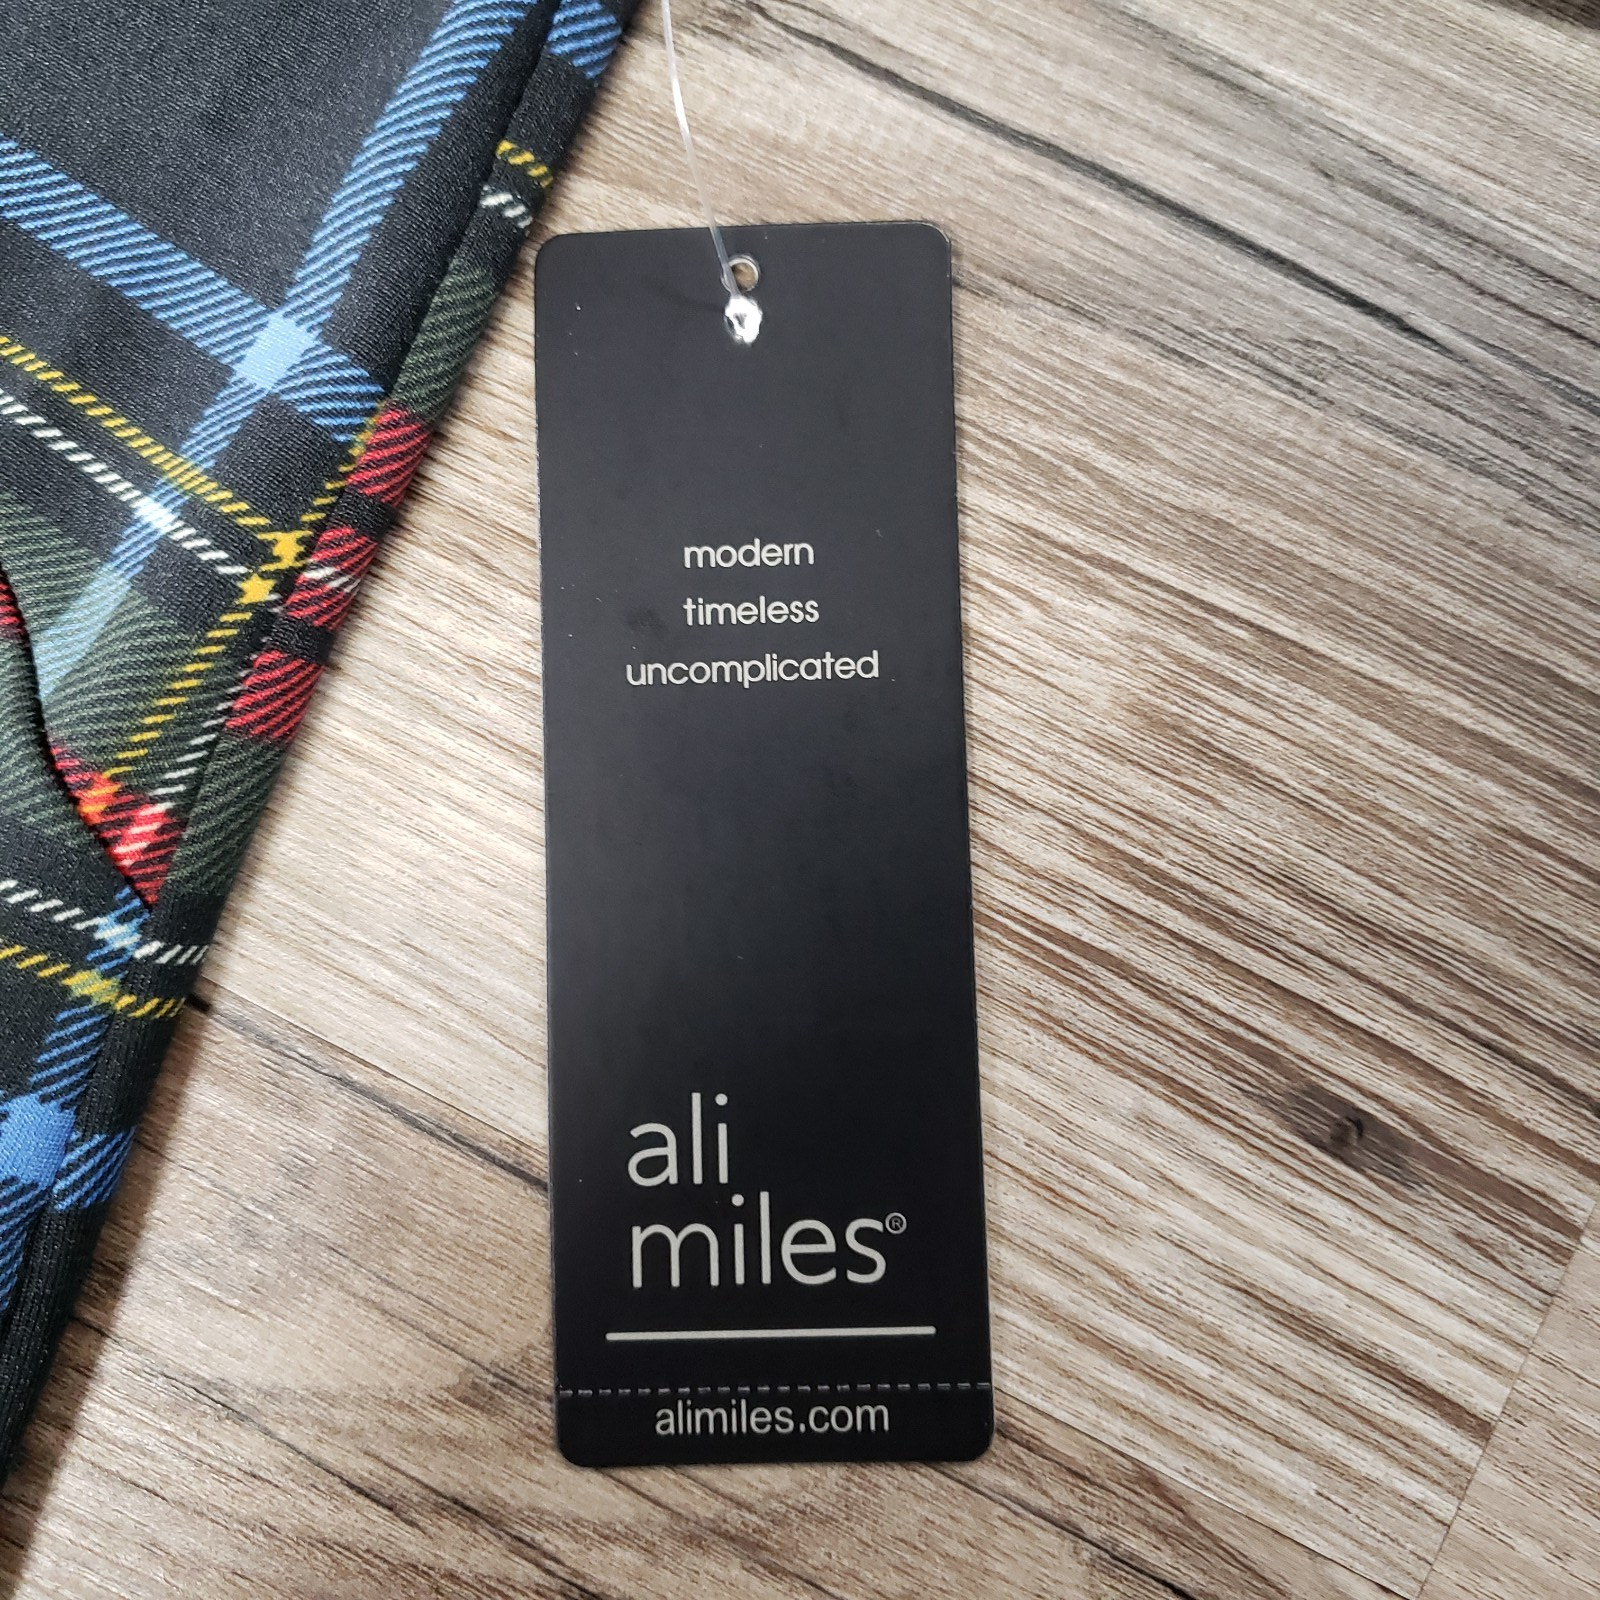 modern
timeless
uncomplicated
ali
miles®
alimiles.com